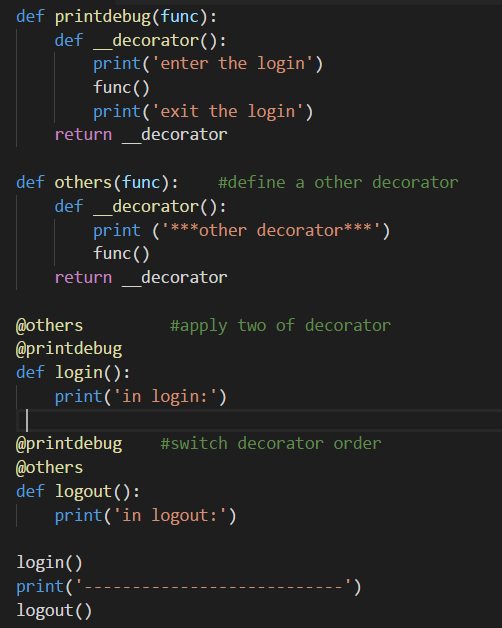 def printdebug(func):
    def __decorator():
        print('enter the login')
        func()
        print('exit the login')
    return __decorator

def others(func):    #define a other decorator
    def __decorator():
        print ('***other decorator***')
        func()
    return __decorator

@others         #apply two of decorator
@printdebug
def login():
    print('in login:')

@printdebug    #switch decorator order
@others
def logout():
    print('in logout:')

login()
print('---------------------------')
logout()